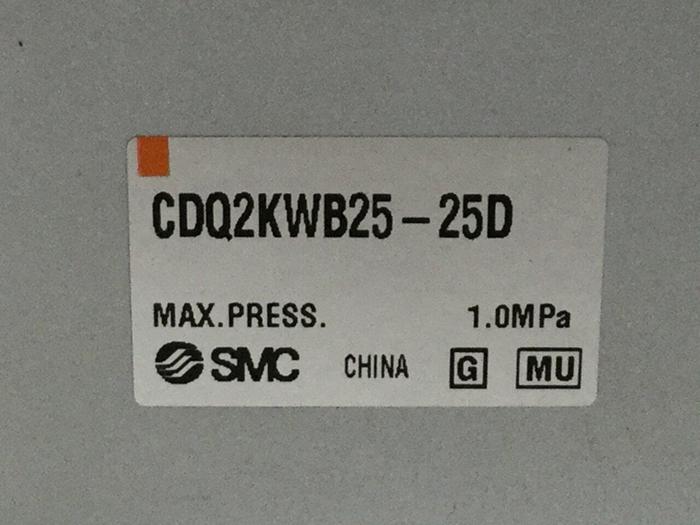 CDQ2KWB25-25D
MAX.PRESS. 1.0MPa
SMC CHINA G MU